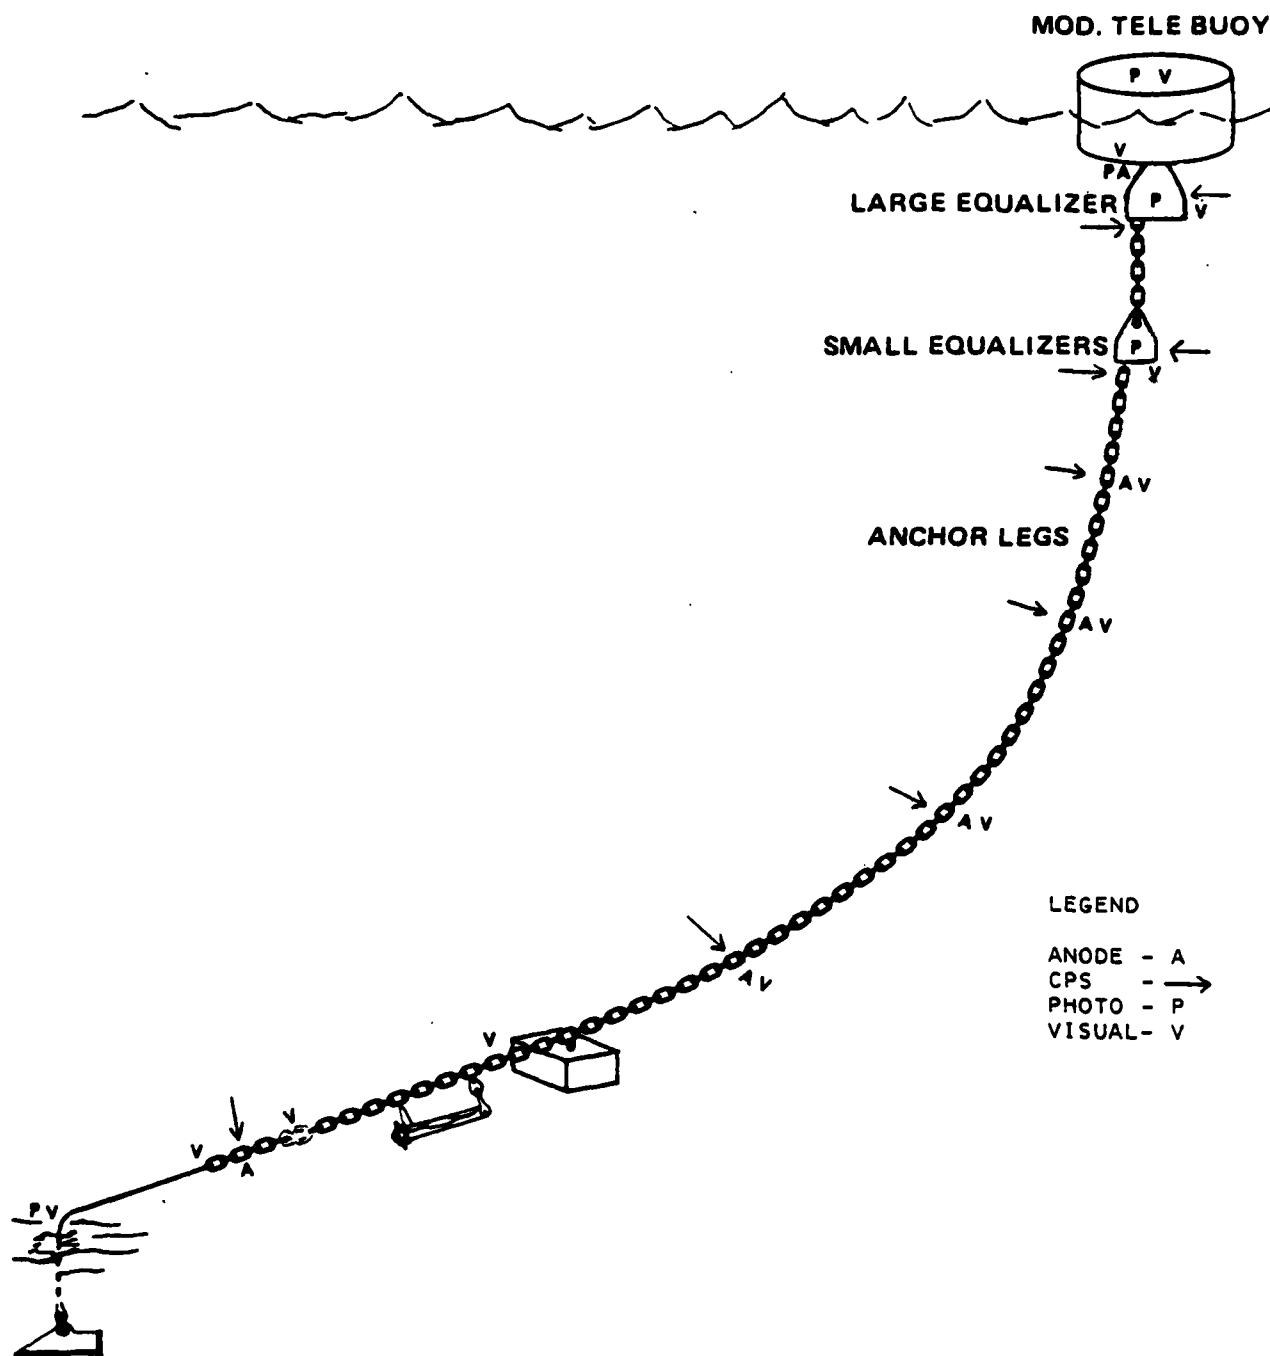 MOD. TELE BUOY
P V
V
PA
LARGE EQUALIZER
P
V
SMALL EQUALIZERS
P
V
A V
ANCHOR LEGS
A V
A V
LEGEND
ANODE - A
CPS -
PHOTO - P
VISUAL- V
A V
V
V
V
A
P V